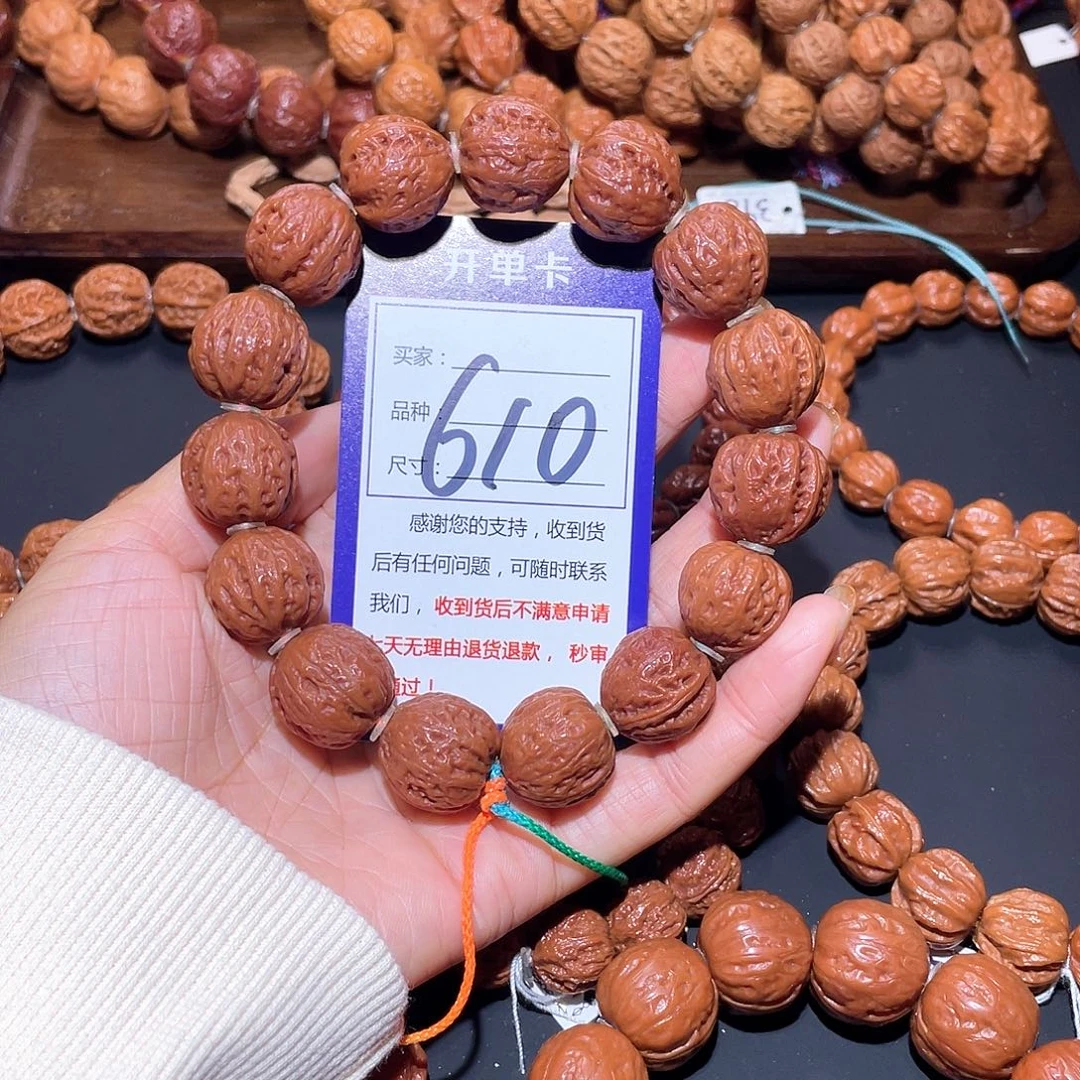 开单卡
买家：
品种：
尺寸：
610
感谢您的支持，收到货
后有任何问题，可随时联系
我们，收到货后不满意申请
七天无理由退货退款，秒审
通过！